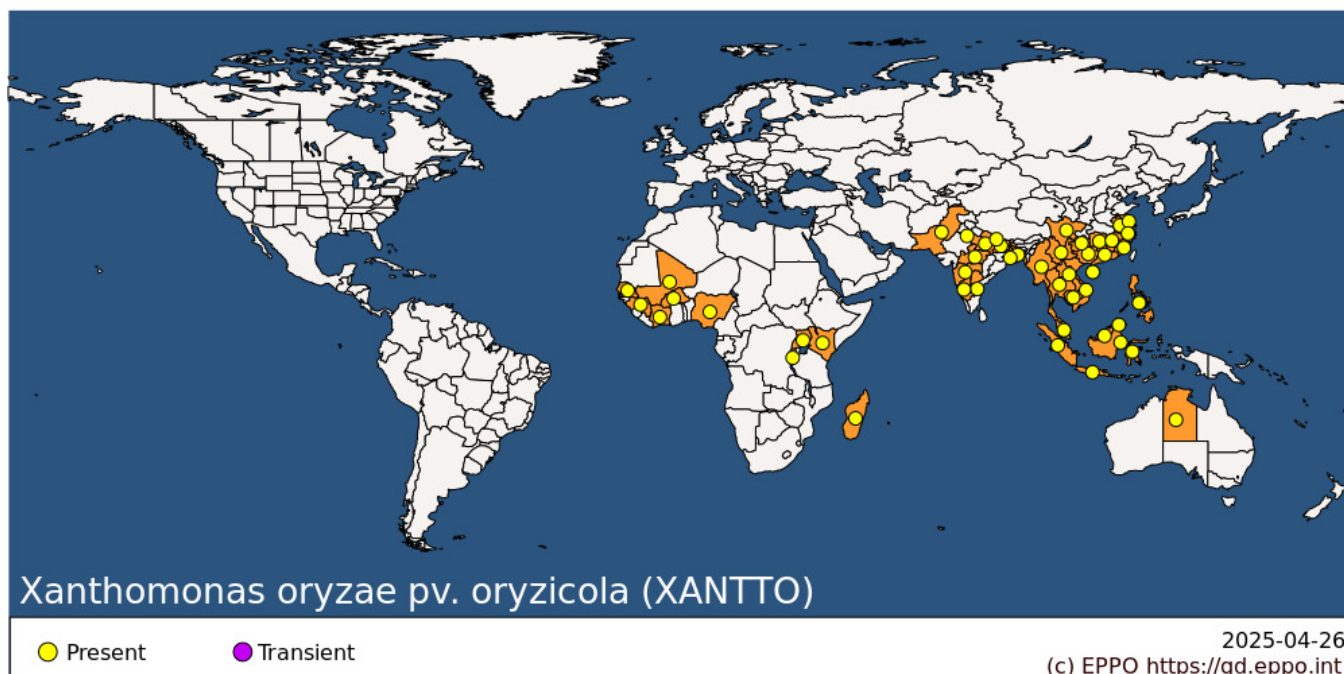 Xanthomonas oryzae pv. oryzicola (XANTTO)
Present
Transient
2025-04-26
(c) EPPO https://gd.eppo.int